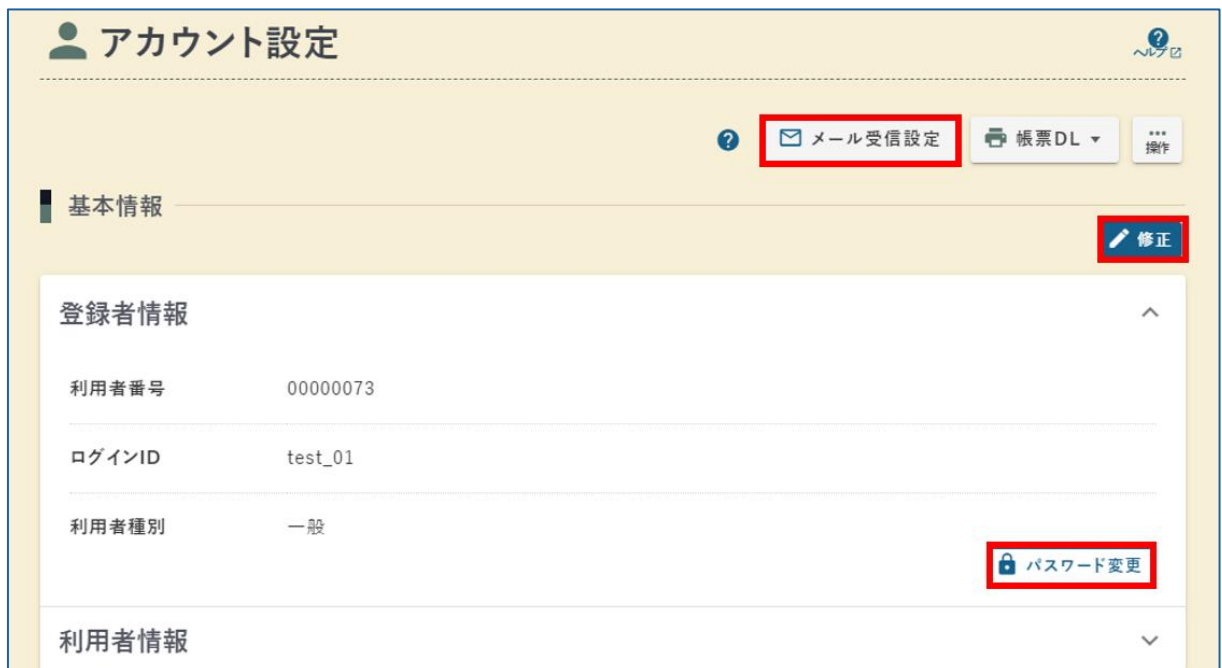 アカウント設定
ヘルプ
メール受信設定
帳票DL
操作
基本情報
修正
登録者情報
利用者番号 00000073
ログインID test_01
利用者種別 一般
パスワード変更
利用者情報